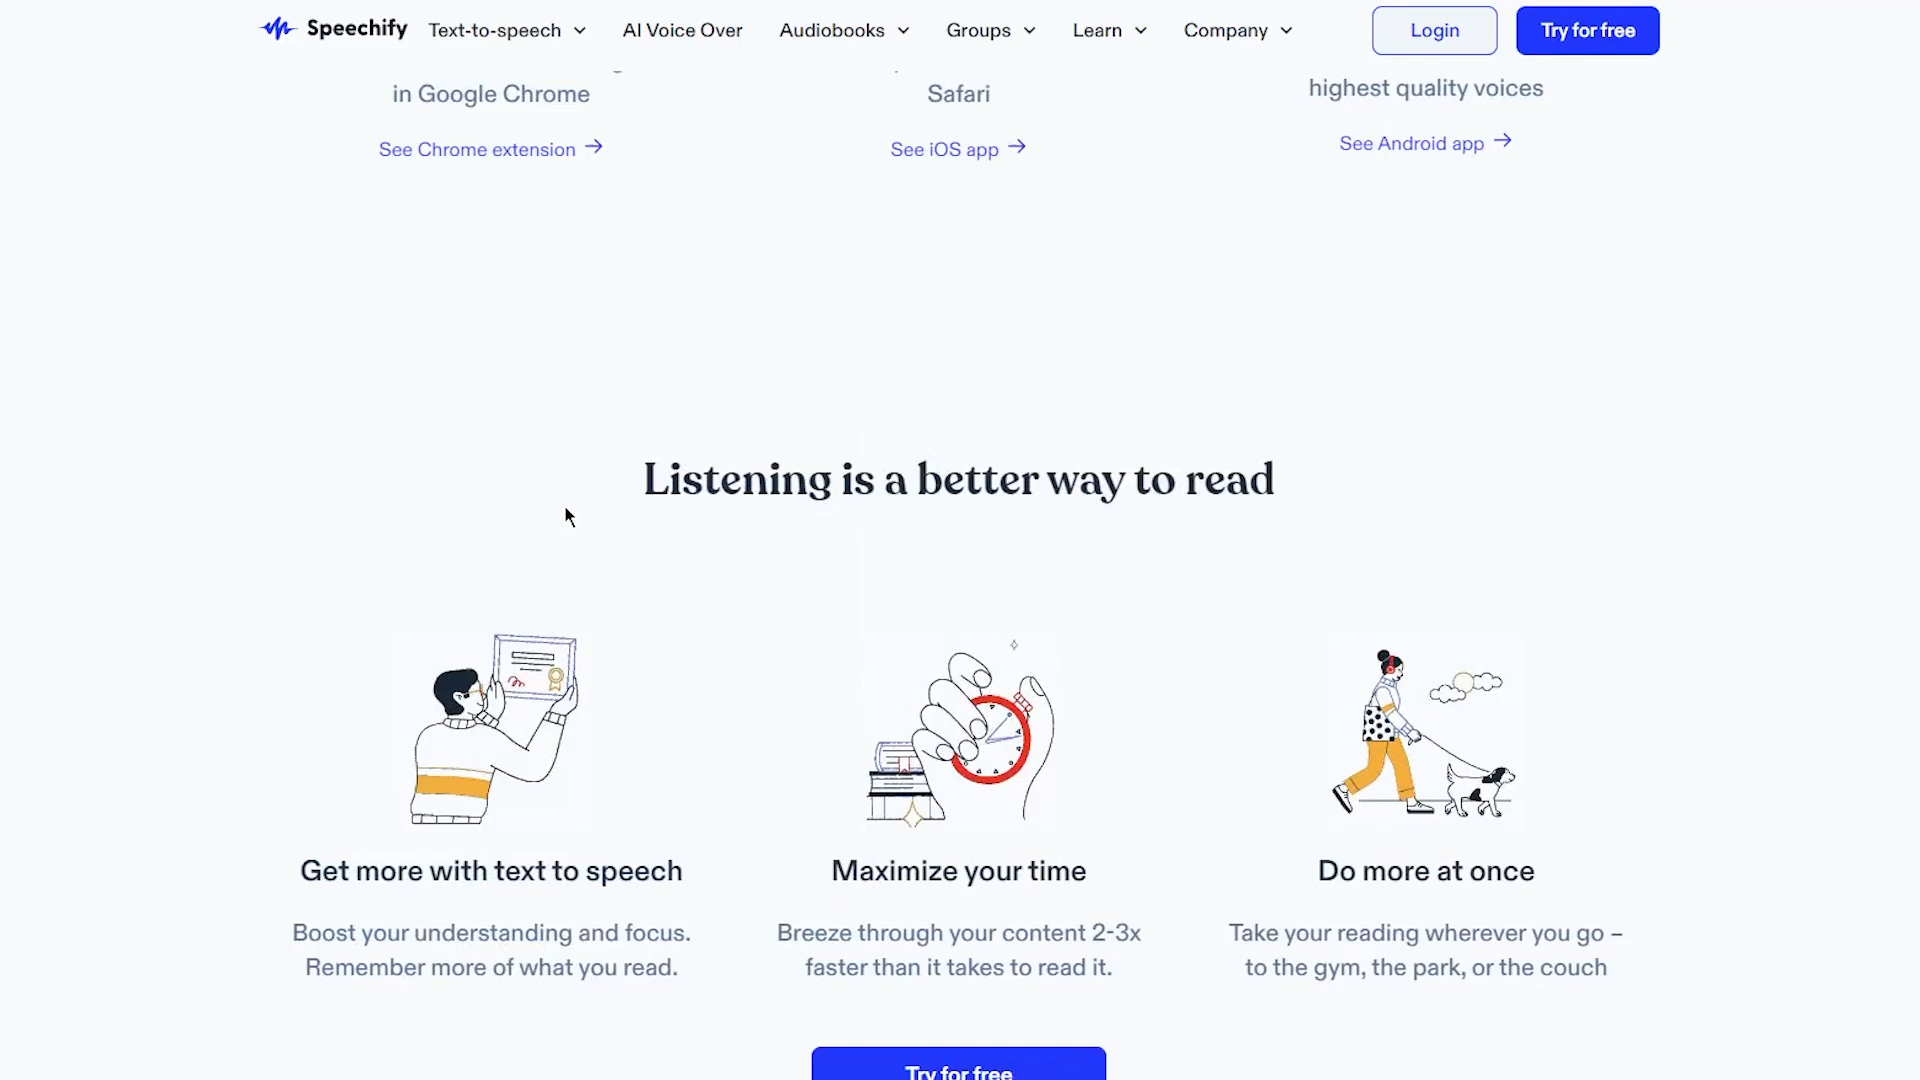 Speechify Text-to-speech AI Voice Over Audiobooks Groups Learn Company Login Try for free
in Google Chrome
Safari
highest quality voices
See Chrome extension →
See iOS app →
See Android app →
Listening is a better way to read
Get more with text to speech
Boost your understanding and focus.
Remember more of what you read.
Maximize your time
Breeze through your content 2-3x
faster than it takes to read it.
Do more at once
Take your reading wherever you go –
to the gym, the park, or the couch
Try for free